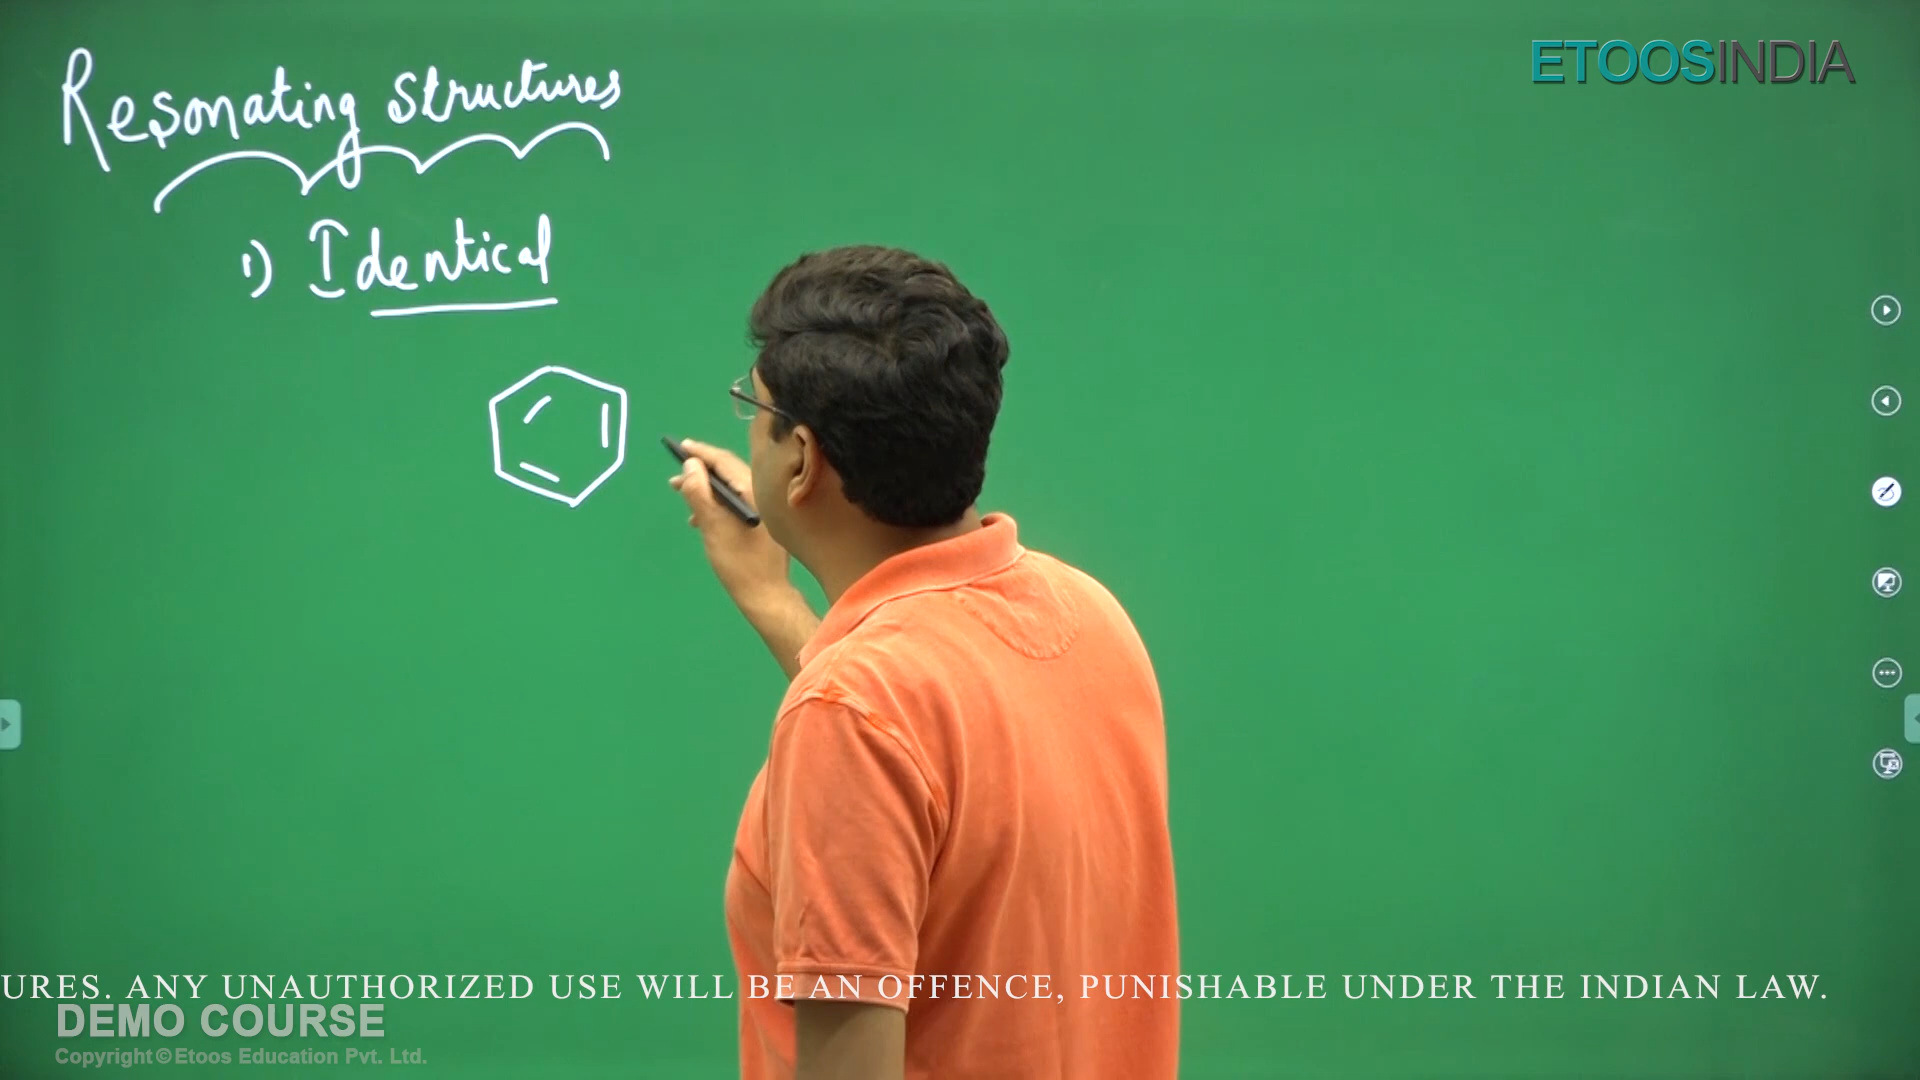 Resonating structures
ETOOSINDIA
1) Identical
URES. ANY UNAUTHORIZED USE WILL BE AN OFFENCE, PUNISHABLE UNDER THE INDIAN LAW.
DEMO COURSE
Copyright©Etoos Education Pvt. Ltd.